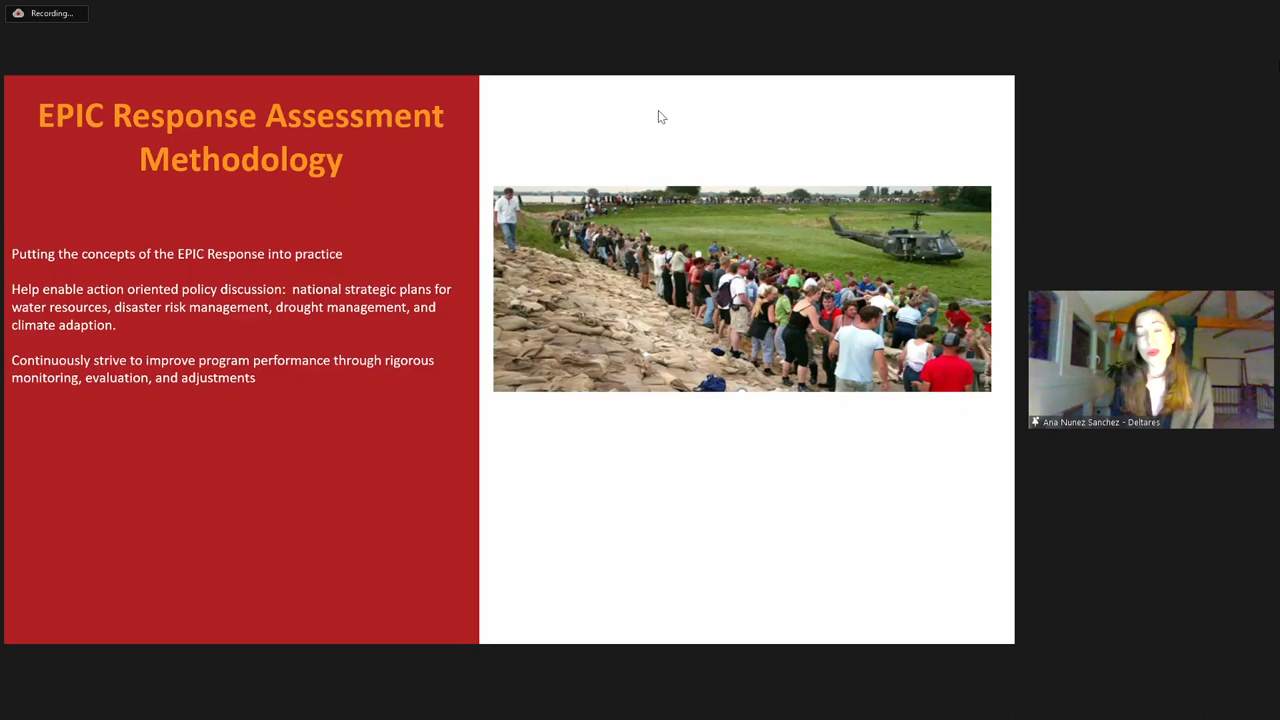 Recording...
EPIC Response Assessment
Methodology
Putting the concepts of the EPIC Response into practice
Help enable action oriented policy discussion:  national strategic plans for
water resources, disaster risk management, drought management, and
climate adaption.
Continuously strive to improve program performance through rigorous
monitoring, evaluation, and adjustments
Ana Nunez Sanchez - Deltares